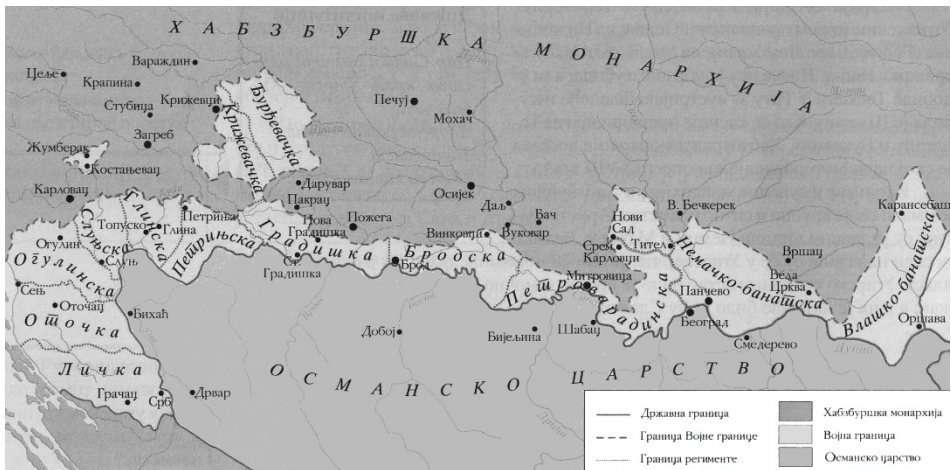 ХАБЗБУРШКА МОНАРХИЈА
Цеље
Вараждин
Крапина
Стубица
Крижевци
Загреб
Жумберак
Костањевац
Карловац
Ђурђевачка
Крижевачка
Печуј
Мохач
Дарувар
Пакрац
Нова
Градишка
Пожега
Осијек
Даљ
Вуковар
Винковци
Бач
Нови
Сад
Срем.
Карловци
В. Бечкерек
Тител
Карансебаш
Вршац
Бела
Црква
Панчево
Београд
Смедерево
Оршава
Петриња
Глинска
Топуско
Глина
Слуњска
Слуњ
Огулин
Огулинска
Сењ
Оточац
Оточка
Бихаћ
Личка
Грачац
Срб
Дрвар
Петрињска
Градишка
Ст.
Градишка
Брод
Бродска
Петроварадинска
Митровица
Шабац
Немачко-банатска
Влашко-банатска
Добој
Бијељина
ОСМАНСКО ЦАРСТВО
Државна граница
Граница Војне границе
Граница регименте
Хабзбуршка монархија
Војна граница
Османско царство